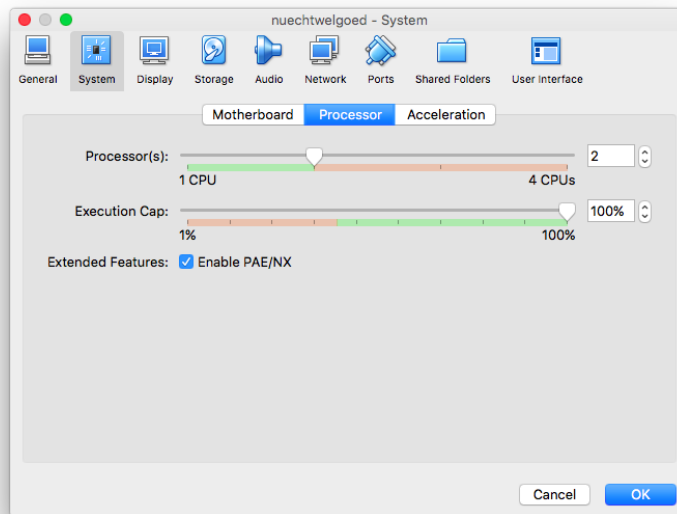 nuechtwelgoed - System
General System Display Storage Audio Network Ports Shared Folders User Interface
Motherboard Processor Acceleration
Processor(s): 2
1 CPU 4 CPUs
Execution Cap: 100%
1% 100%
Extended Features: Enable PAE/NX
Cancel OK